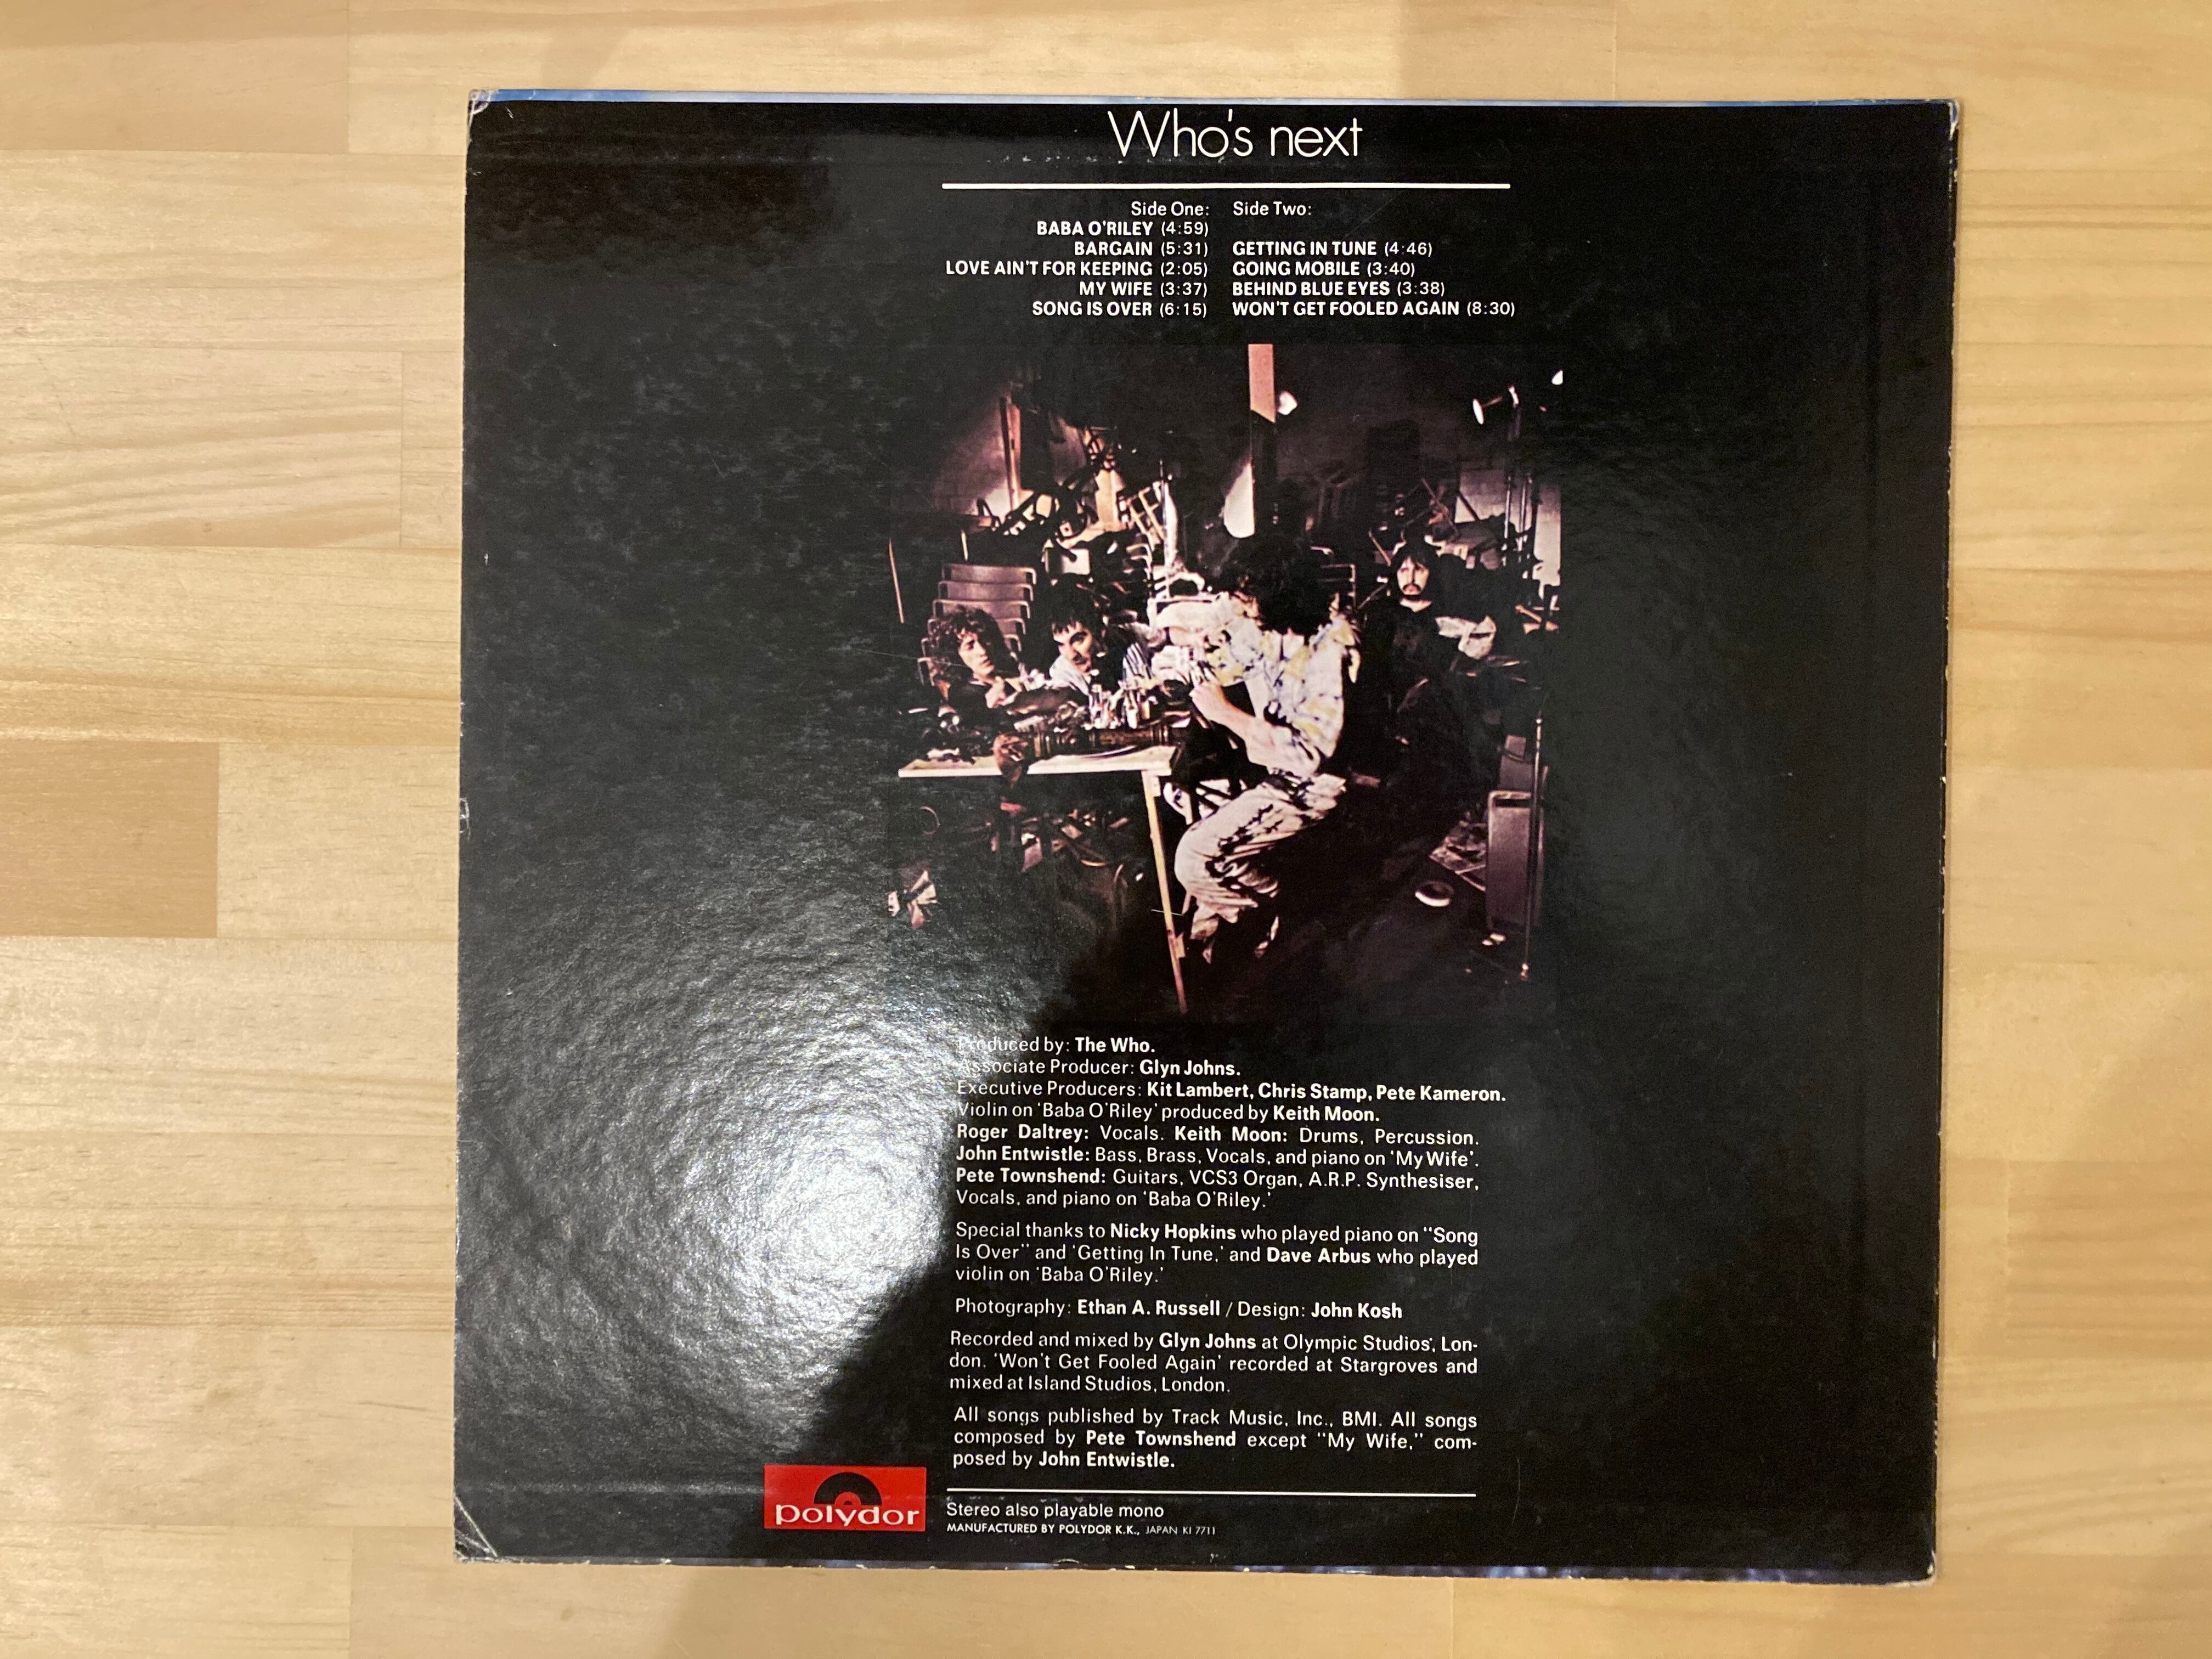 Who's next
Side One:
BABA O'RILEY (4:59)
BARGAIN (5:31)
LOVE AIN'T FOR KEEPING (2:05)
MY WIFE (3:37)
SONG IS OVER (6:15)
Side Two:
GETTING IN TUNE (4:46)
GOING MOBILE (3:40)
BEHIND BLUE EYES (3:38)
WON'T GET FOOLED AGAIN (8:30)
Produced by: The Who.
Associate Producer: Glyn Johns.
Executive Producers: Kit Lambert, Chris Stamp, Pete Kameron.
Violin on 'Baba O'Riley' produced by Keith Moon.
Roger Daltrey: Vocals. Keith Moon: Drums, Percussion.
John Entwistle: Bass, Brass, Vocals, and piano on 'My Wife'.
Pete Townshend: Guitars, VCS3 Organ, A.R.P. Synthesiser,
Vocals, and piano on 'Baba O'Riley.'
Special thanks to Nicky Hopkins who played piano on "Song
Is Over" and 'Getting In Tune,' and Dave Arbus who played
violin on 'Baba O'Riley.'
Photography: Ethan A. Russell / Design: John Kosh
Recorded and mixed by Glyn Johns at Olympic Studios, Lon-
don. 'Won't Get Fooled Again' recorded at Stargroves and
mixed at Island Studios, London.
All songs published by Track Music, Inc., BMI. All songs
composed by Pete Townshend except "My Wife," com-
posed by John Entwistle.
polydor
Stereo also playable mono
MANUFACTURED BY POLYDOR K.K., JAPAN KI 7711